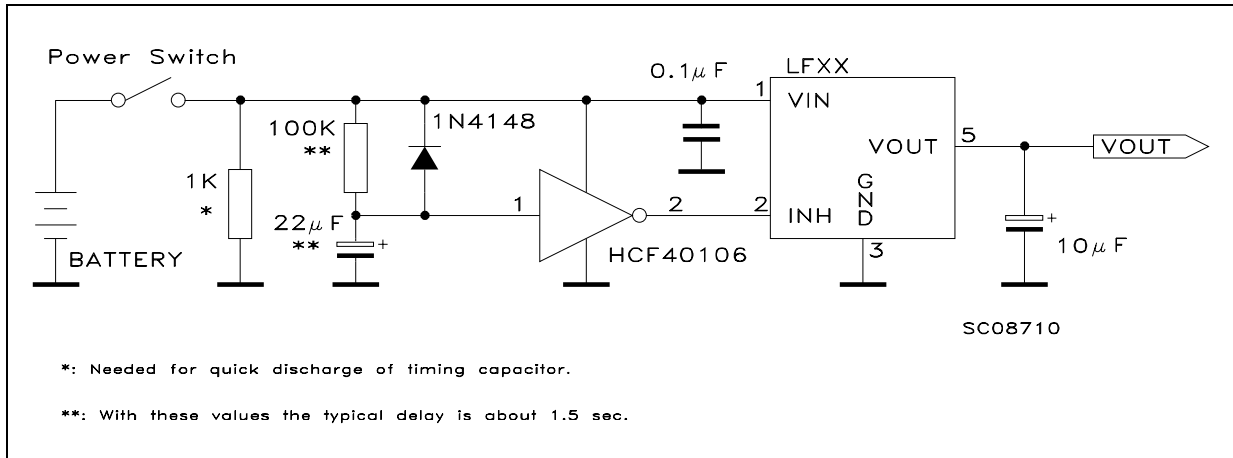 Power Switch
BATTERY
1K
*
100K
**
22μF
**
+
1N4148
1
2
HCF40106
0.1μF
LFXX
1
VIN
2
INH
GND
3
VOUT
5
VOUT
+
10μF
SC08710
*: Needed for quick discharge of timing capacitor.
**: With these values the typical delay is about 1.5 sec.